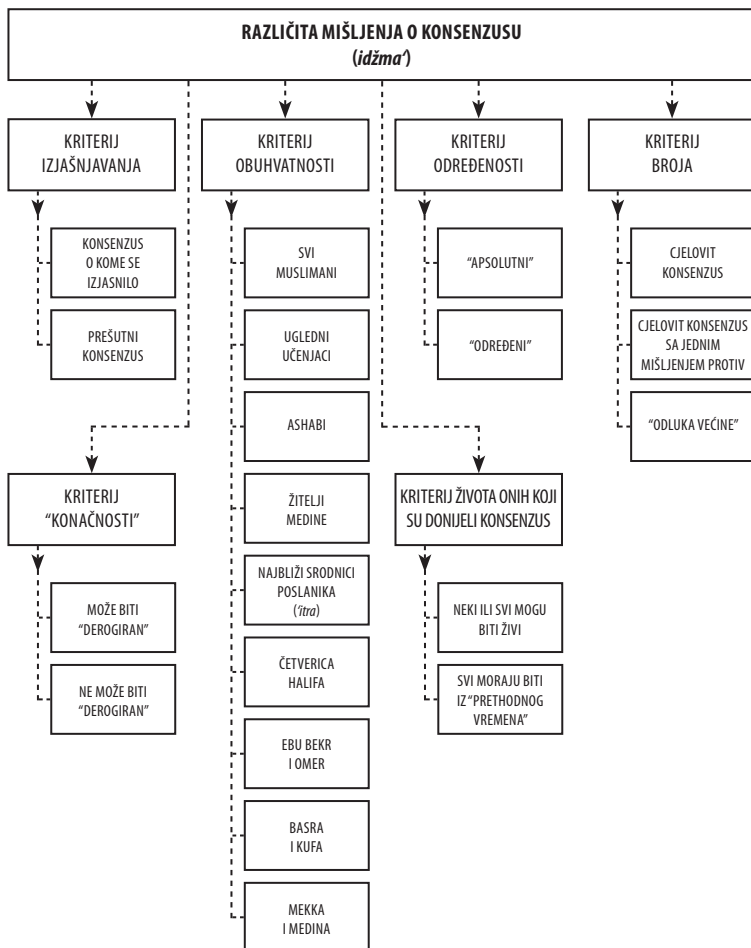 RAZLIČITA MIŠLJENJA O KONSENZUSU
(idžma‘)
KRITERIJ
IZJAŠNJAVANJA
KONSENZUS
O KOME SE
IZJASNILO
PREŠUTNI
KONSENZUS
KRITERIJ
OBUHVATNOSTI
SVI
MUSLIMANI
UGLEDNI
UČENJACI
ASHABI
ŽITELJI
MEDINE
NAJBLIŽI SRODNICI
POSLANIKA
(‘itra)
ČETVERICA
HALIFA
EBU BEKR
I OMER
BASRA
I KUFA
MEKKA
I MEDINA
KRITERIJ
ODREĐENOSTI
“APSOLUTNI”
“ODREĐENI”
KRITERIJ
BROJA
CJELOVIT
KONSENZUS
CJELOVIT KONSENZUS
SA JEDNIM
MIŠLJENJEM PROTIV
“ODLUKA VEĆINE”
KRITERIJ
“KONAČNOSTI”
MOŽE BITI
“DEROGIRAN”
NE MOŽE BITI
“DEROGIRAN”
KRITERIJ ŽIVOTA ONIH KOJI
SU DONIJELI KONSENZUS
NEKI ILI SVI MOGU
BITI ŽIVI
SVI MORAJU BITI
IZ “PRETHODNOG
VREMENA”